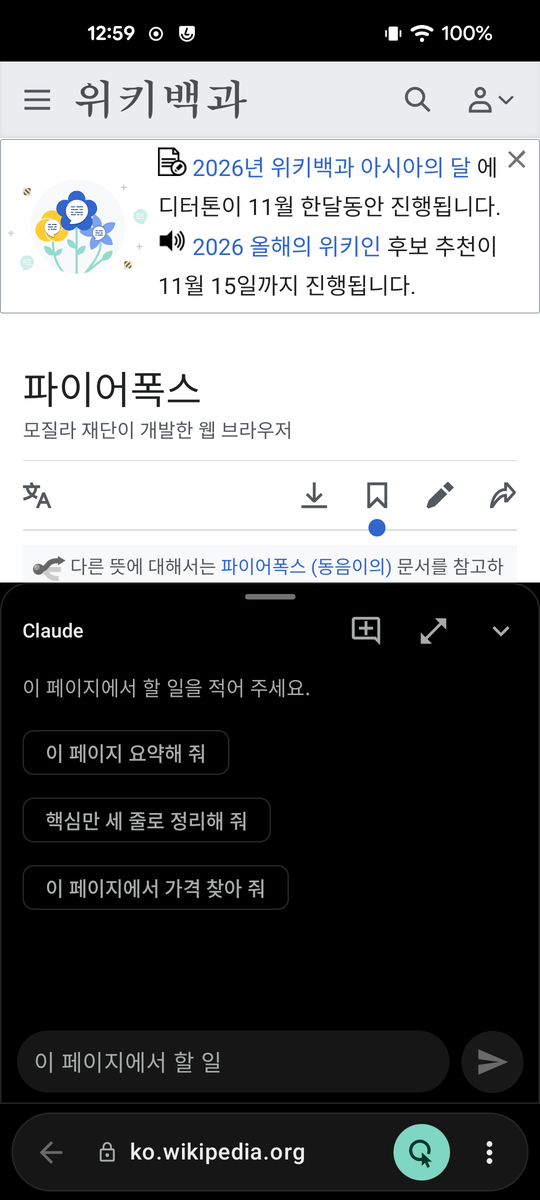 12:59
100%
위키백과
2026년 위키백과 아시아의 달 에
디터톤이 11월 한달동안 진행됩니다.
2026 올해의 위키인 후보 추천이
11월 15일까지 진행됩니다.
파이어폭스
모질라 재단이 개발한 웹 브라우저
다른 뜻에 대해서는 파이어폭스 (동음이의) 문서를 참고하
Claude
이 페이지에서 할 일을 적어 주세요.
이 페이지 요약해 줘
핵심만 세 줄로 정리해 줘
이 페이지에서 가격 찾아 줘
이 페이지에서 할 일
ko.wikipedia.org